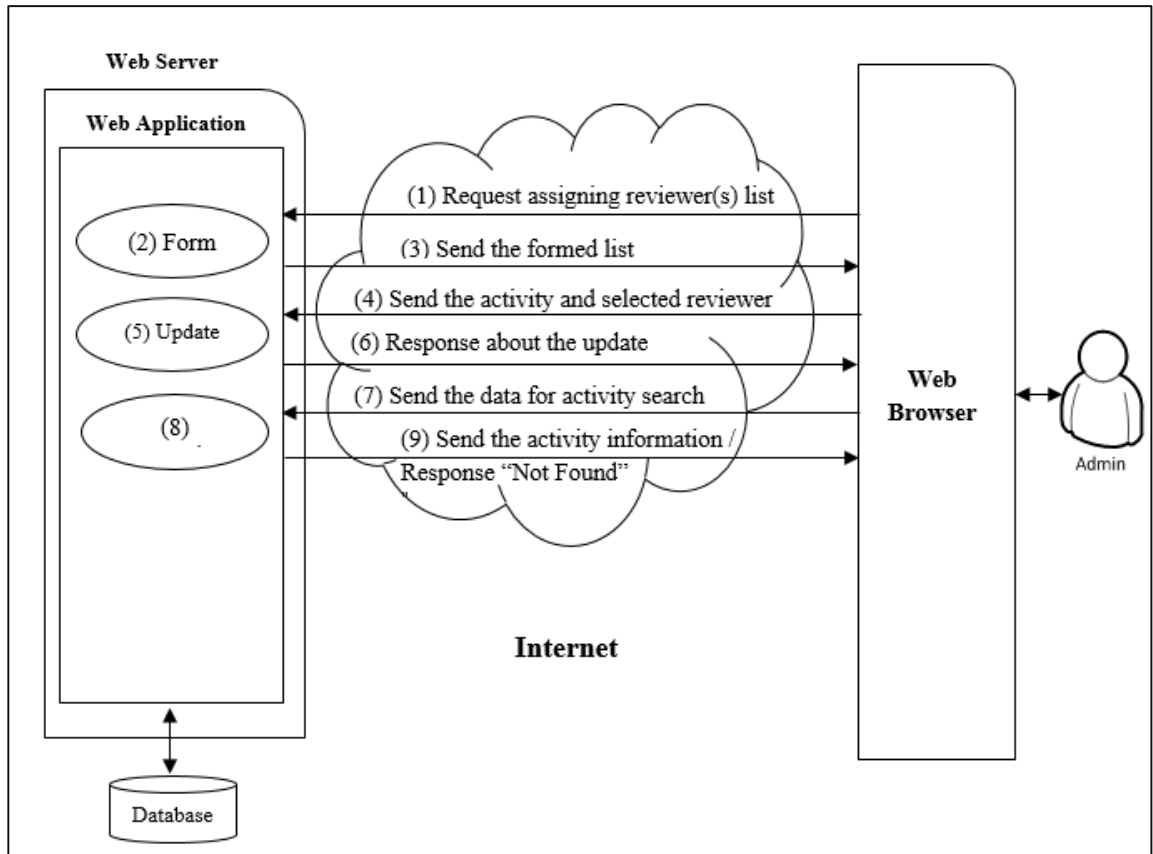 Web Server
Web Application
(1) Request assigning reviewer(s) list
(2) Form
(3) Send the formed list
(4) Send the activity and selected reviewer
(5) Update
(6) Response about the update
(7) Send the data for activity search
(8)
(9) Send the activity information /
Response “Not Found”
Web
Browser
Admin
Internet
Database